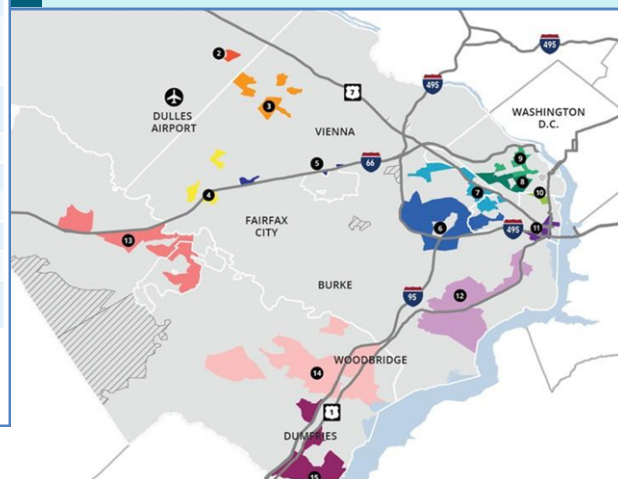 495
2
495
7
DULLES
AIRPORT
3
WASHINGTON
D.C.
VIENNA
9
5
66
8
4
7
10
FAIRFAX
CITY
6
495
11
13
BURKE
95
12
WOODBRIDGE
14
1
DUMFRIES
15